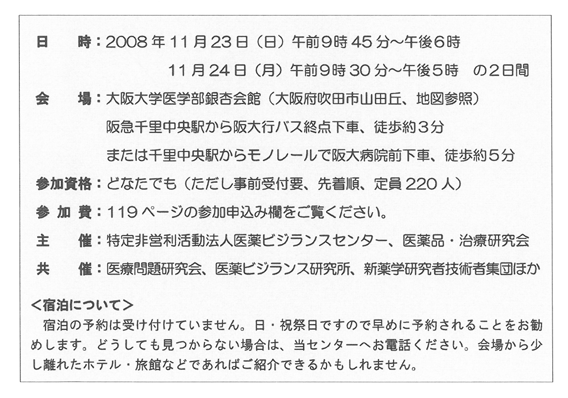 日　時：2008年11月23日（日）午前9時45分～午後6時
11月24日（月）午前9時30分～午後5時　の2日間
会　場：大阪大学医学部銀杏会館（大阪府吹田市山田丘、地図参照）
阪急千里中央駅から阪大行バス終点下車、徒歩約3分
または千里中央駅からモノレールで阪大病院前下車、徒歩約5分
参加資格：どなたでも（ただし事前受付要、先着順、定員220人）
参加費：119ページの参加申込み欄をご覧ください。
主　催：特定非営利活動法人医薬ビジランスセンター、医薬品・治療研究会
共　催：医療問題研究会、医薬ビジランス研究所、新薬学研究者技術者集団ほか
＜宿泊について＞
宿泊の予約は受け付けていません。日・祝祭日ですので早めに予約されることをお勧
めします。どうしても見つからない場合は、当センターへお電話ください。会場から少
し離れたホテル・旅館などであればご紹介できるかもしれません。